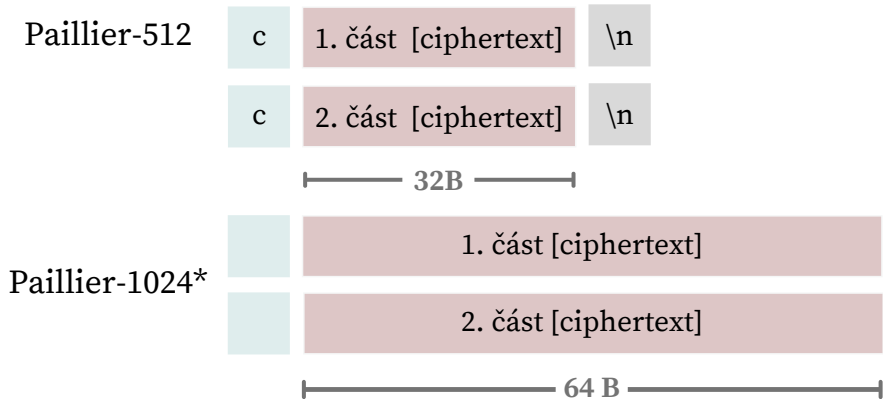 Paillier-512 c 1. část [ciphertext] \n
c 2. část [ciphertext] \n
32B
1. část [ciphertext]
Paillier-1024*
2. část [ciphertext]
64 B